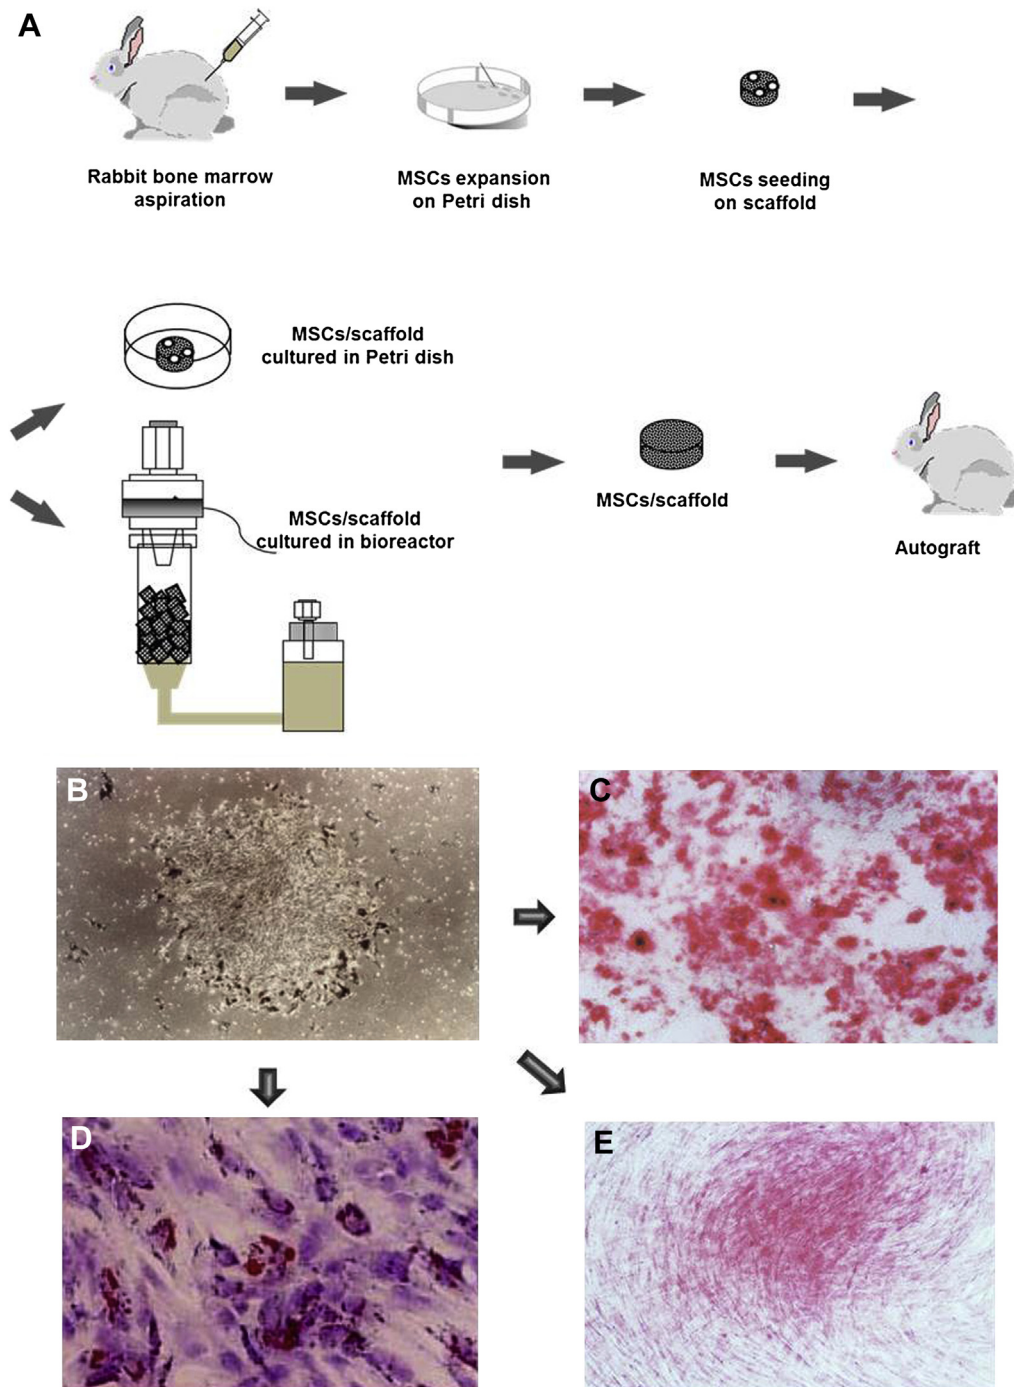 A
Rabbit bone marrow
aspiration
MSCs expansion
on Petri dish
MSCs seeding
on scaffold
MSCs/scaffold
cultured in Petri dish
MSCs/scaffold
cultured in bioreactor
MSCs/scaffold
Autograft
B
C
D
E